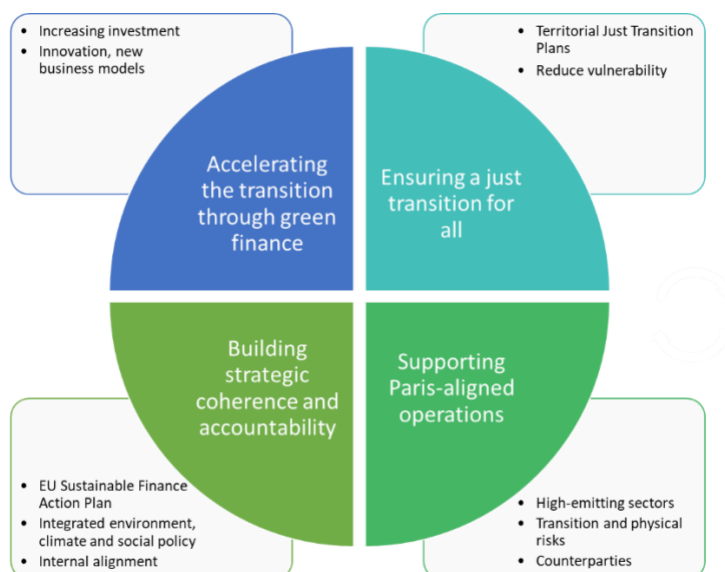 • Increasing investment
• Innovation, new
business models
• Territorial Just Transition
Plans
• Reduce vulnerability
Accelerating
the transition
through green
finance
Ensuring a just
transition for
all
Building
strategic
coherence and
accountability
Supporting
Paris-aligned
operations
• EU Sustainable Finance
Action Plan
• Integrated environment,
climate and social policy
• Internal alignment
• High-emitting sectors
• Transition and physical
risks
• Counterparties